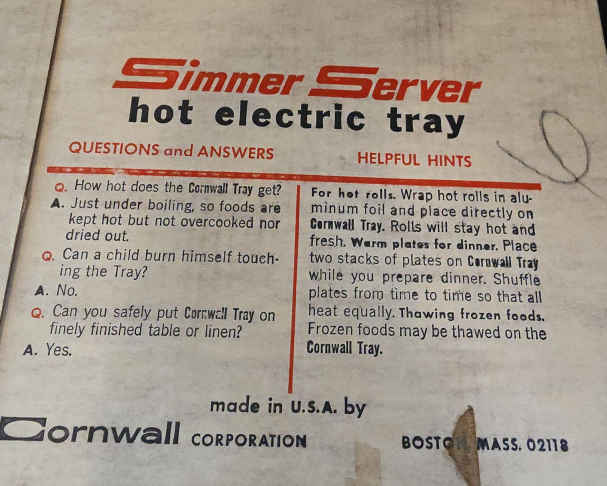 Simmer Server
hot electric tray
QUESTIONS and ANSWERS
Q. How hot does the Cornwall Tray get?
A. Just under boiling, so foods are
kept hot but not overcooked nor
dried out.
Q. Can a child burn himself touch-
ing the Tray?
A. No.
Q. Can you safely put Cornwall Tray on
finely finished table or linen?
A. Yes.
HELPFUL HINTS
For hot rolls. Wrap hot rolls in alu-
minum foil and place directly on
Cornwall Tray. Rolls will stay hot and
fresh. Warm plates for dinner. Place
two stacks of plates on Cornwall Tray
while you prepare dinner. Shuffle
plates from time to time so that all
heat equally. Thawing frozen foods.
Frozen foods may be thawed on the
Cornwall Tray.
made in U.S.A. by
Cornwall CORPORATION
BOSTON, MASS. 02118